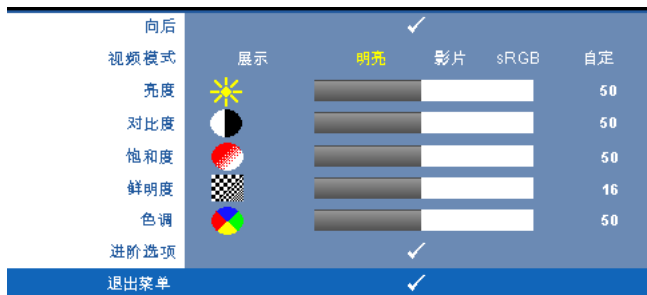 向后
视频模式 展示 明亮 影片 sRGB 自定
亮度 50
对比度 50
饱和度 50
鲜明度 16
色调 50
进阶选项
退出菜单